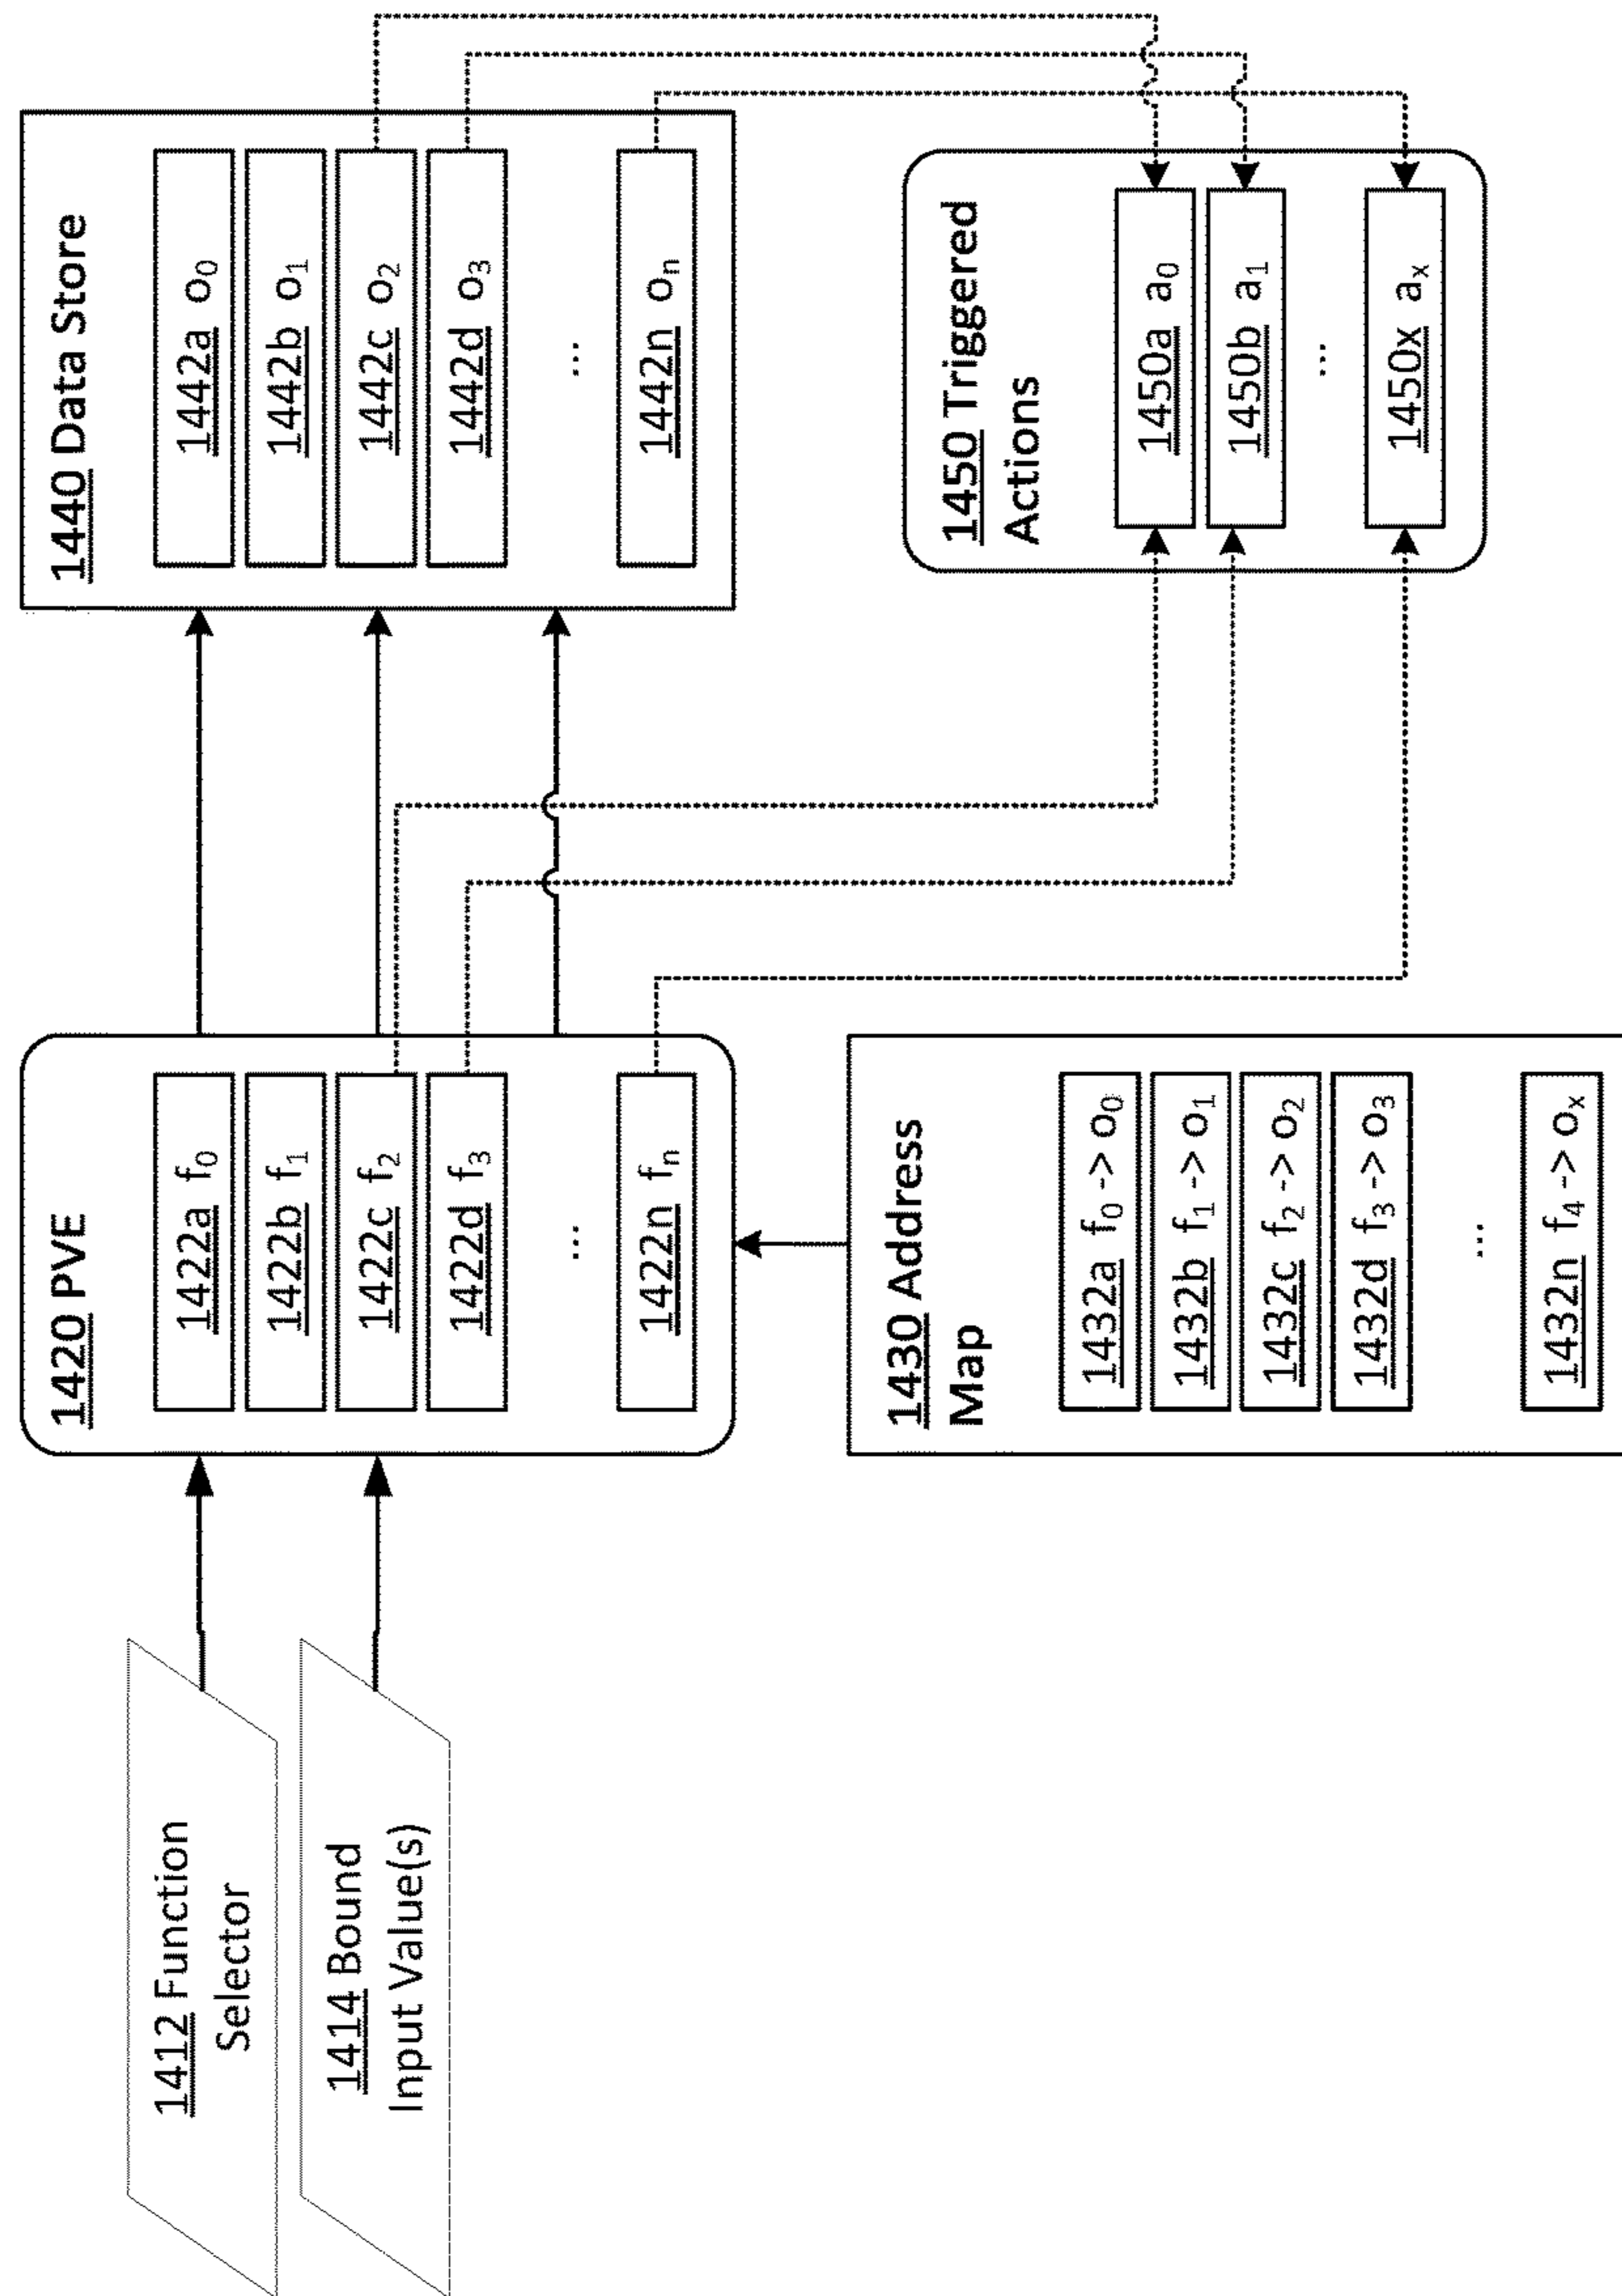 1412 Function
Selector
1414 Bound
Input Value(s)
1420 PVE
1422a f₀
1422b f₁
1422c f₂
1422d f₃
...
1422n fₙ
1430 Address
Map
1432a f₀ -> o₀
1432b f₁ -> o₁
1432c f₂ -> o₂
1432d f₃ -> o₃
...
1432n f₄ -> oₓ
1440 Data Store
1442a o₀
1442b o₁
1442c o₂
1442d o₃
...
1442n oₙ
1450 Triggered
Actions
1450a a₀
1450b a₁
...
1450x aₓ